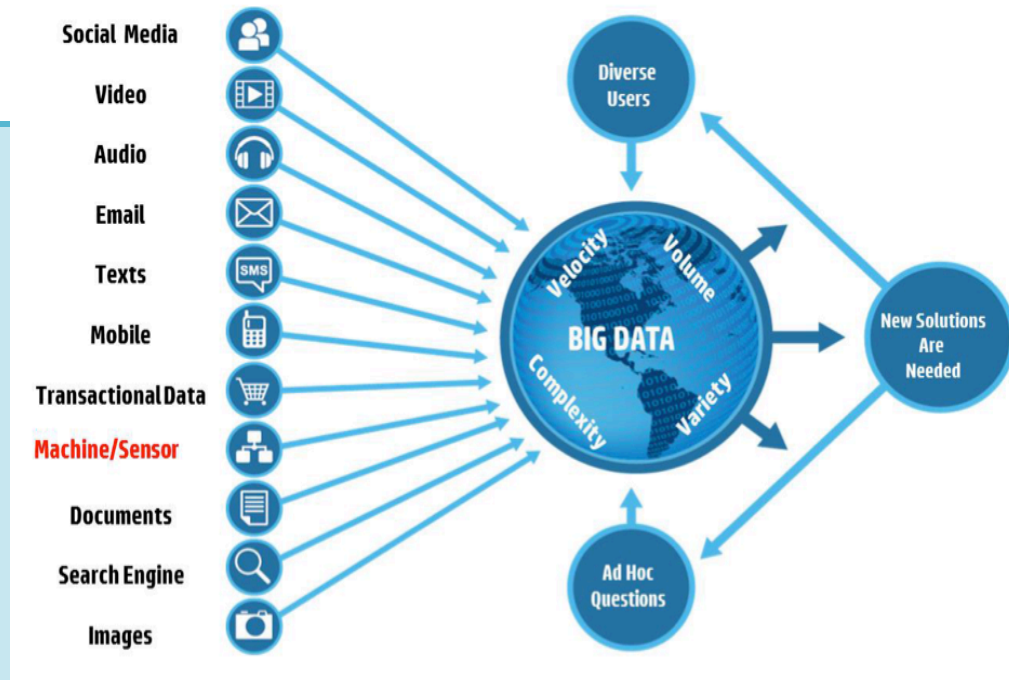 Social Media
Video
Audio
Email
SMS
Texts
Mobile
Transactional Data
Machine/Sensor
Documents
Search Engine
Images
Diverse
Users
Velocity
Volume
BIG DATA
Complexity
Variety
New Solutions
Are
Needed
Ad Hoc
Questions